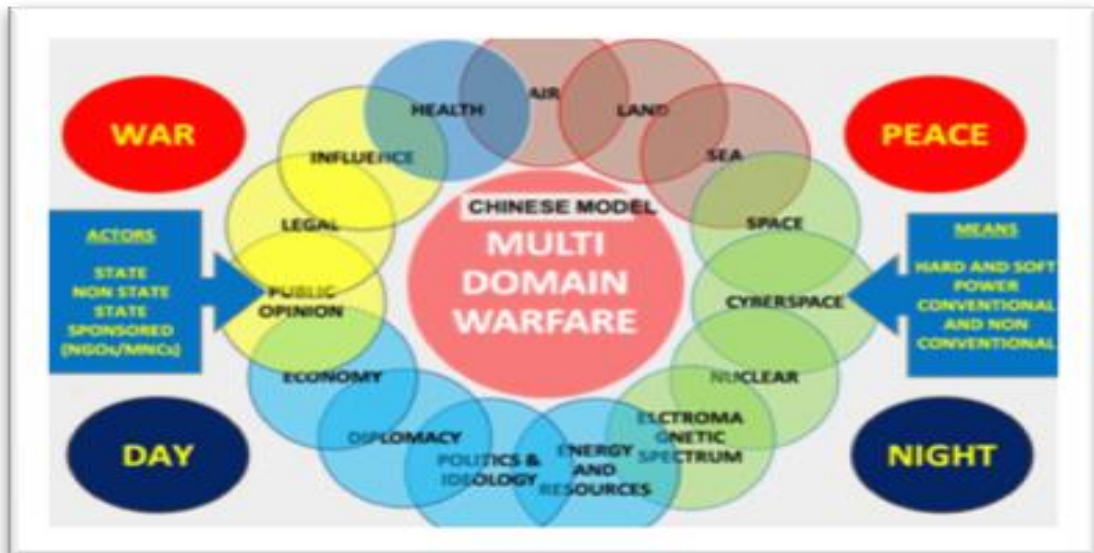 WAR
PEACE
HEALTH
AIR
LAND
SEA
INFLUENCE
LEGAL
PUBLIC
OPINION
ECONOMY
DIPLOMACY
POLITICS &
IDEOLOGY
ENERGY
AND
RESOURCES
ELCTROMA
GNETIC
SPECTRUM
NUCLEAR
CYBERSPACE
SPACE
CHINESE MODEL
MULTI
DOMAIN
WARFARE
ACTORS
STATE
NON STATE
STATE
SPONSORED
(NGOs/MNCs)
MEANS
HARD AND SOFT
POWER
CONVENTIONAL
AND NON
CONVENTIONAL
DAY
NIGHT